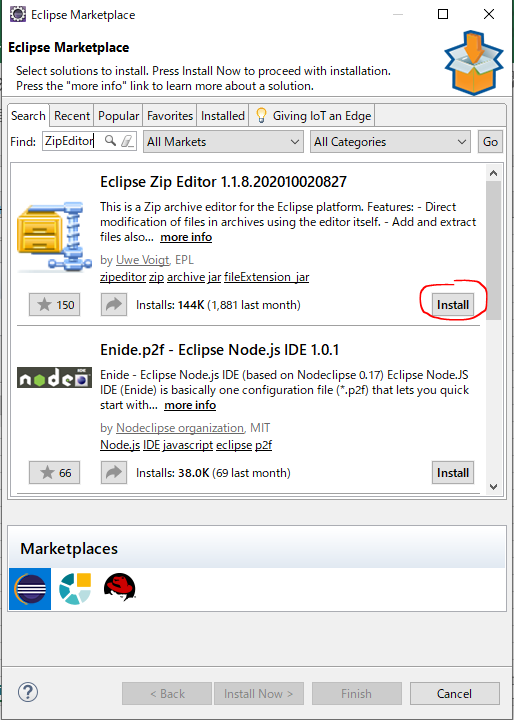 Eclipse Marketplace
Eclipse Marketplace
Select solutions to install. Press Install Now to proceed with installation.
Press the "more info" link to learn more about a solution.
Search Recent Popular Favorites Installed Giving IoT an Edge
Find: ZipEditor All Markets All Categories Go
Eclipse Zip Editor 1.1.8.202010020827
This is a Zip archive editor for the Eclipse platform. Features: - Direct
modification of files in archives using the editor itself. - Add and extract
files also... more info
by Uwe Voigt, EPL
zipeditor zip archive jar fileExtension_jar
150 Installs: 144K (1,881 last month) Install
Enide.p2f - Eclipse Node.js IDE 1.0.1
node
Enide - Eclipse Node.js IDE (based on Nodeclipse 0.17) Eclipse Node.JS
IDE (Enide) is basically one configuration file (*.p2f) that lets you quick
start with... more info
by Nodeclipse organization, MIT
Node.js IDE javascript eclipse p2f
66 Installs: 38.0K (69 last month) Install
Marketplaces
? < Back Install Now > Finish Cancel